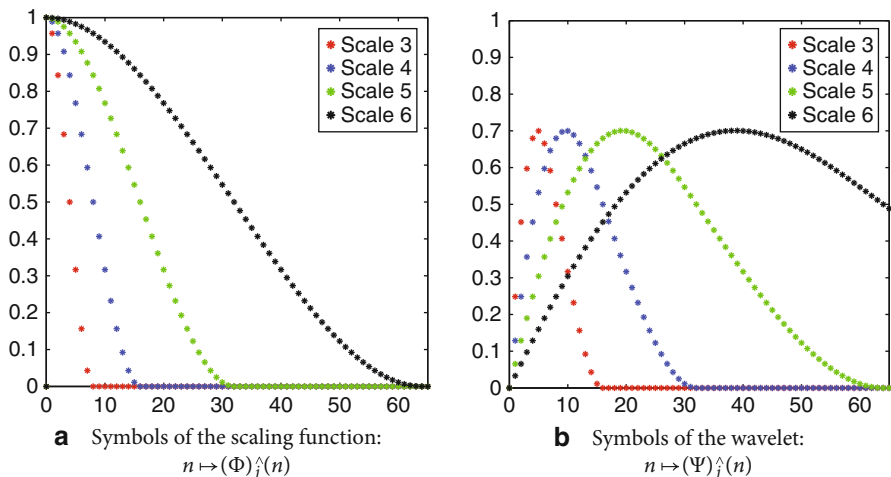 1
0.9
0.8
0.7
0.6
0.5
0.4
0.3
0.2
0.1
0
0 10 20 30 40 50 60
Scale 3
Scale 4
Scale 5
Scale 6
a Symbols of the scaling function:
n ↦ (Φ)^∧_j(n)
1
0.9
0.8
0.7
0.6
0.5
0.4
0.3
0.2
0.1
0
0 10 20 30 40 50 60
Scale 3
Scale 4
Scale 5
Scale 6
b Symbols of the wavelet:
n ↦ (Ψ)^∧_j(n)